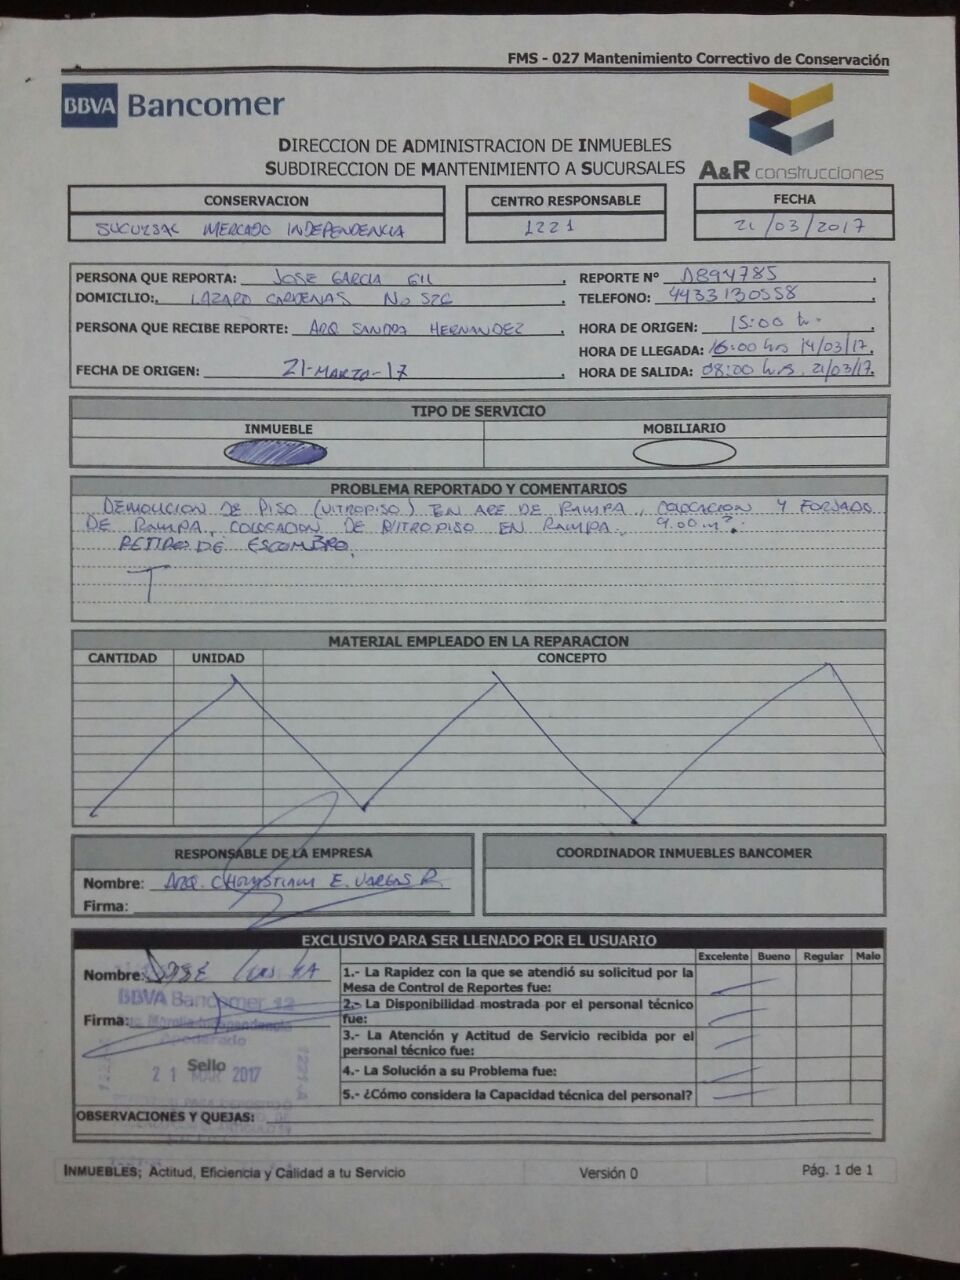 FMS - 027 Mantenimiento Correctivo de Conservación
BBVA Bancomer
DIRECCION DE ADMINISTRACION DE INMUEBLES
SUBDIRECCION DE MANTENIMIENTO A SUCURSALES
A&R construcciones
CONSERVACION
SUCURSAL MERCADO INDEPENDENCIA
CENTRO RESPONSABLE
1221
FECHA
21/03/2017
PERSONA QUE REPORTA: JOSE GARCIA GIL
REPORTE N° A894785
DOMICILIO:. LAZARO CARDENAS No 526
TELEFONO: 4433130558
PERSONA QUE RECIBE REPORTE: ARQ SANDRA HERNANDEZ
HORA DE ORIGEN: 15:00 h.
HORA DE LLEGADA: 16:00 hrs 14/03/17.
FECHA DE ORIGEN: 21-MARZO-17
HORA DE SALIDA: 08:00 hrs. 21/03/17.
TIPO DE SERVICIO
INMUEBLE MOBILIARIO
PROBLEMA REPORTADO Y COMENTARIOS
DEMOLICION DE PISO (VITROPISO) EN ARE DE RAMPA, COLOCACION Y FORJADO
DE RAMPA, COLOCACION DE VITROPISO EN RAMPA. 9.00 m².
RETIRO DE ESCOMBRO.
MATERIAL EMPLEADO EN LA REPARACION
CANTIDAD UNIDAD CONCEPTO
RESPONSABLE DE LA EMPRESA
Nombre: ARQ. CHRYSTIAM E. VARGAS R.
Firma:
COORDINADOR INMUEBLES BANCOMER
EXCLUSIVO PARA SER LLENADO POR EL USUARIO
Excelente Bueno Regular Malo
Nombre: JOSE LUIS
BBVA Bancomer
Firma:
Morelia Independencia
Apoderado
Sello
21 MAR 2017
1221-A
1.- La Rapidez con la que se atendió su solicitud por la
Mesa de Control de Reportes fue:
2.- La Disponibilidad mostrada por el personal técnico
fue:
3.- La Atención y Actitud de Servicio recibida por el
personal técnico fue:
4.- La Solución a su Problema fue:
5.- ¿Cómo considera la Capacidad técnica del personal?
OBSERVACIONES Y QUEJAS:
INMUEBLES; Actitud, Eficiencia y Calidad a tu Servicio
Versión 0
Pág. 1 de 1